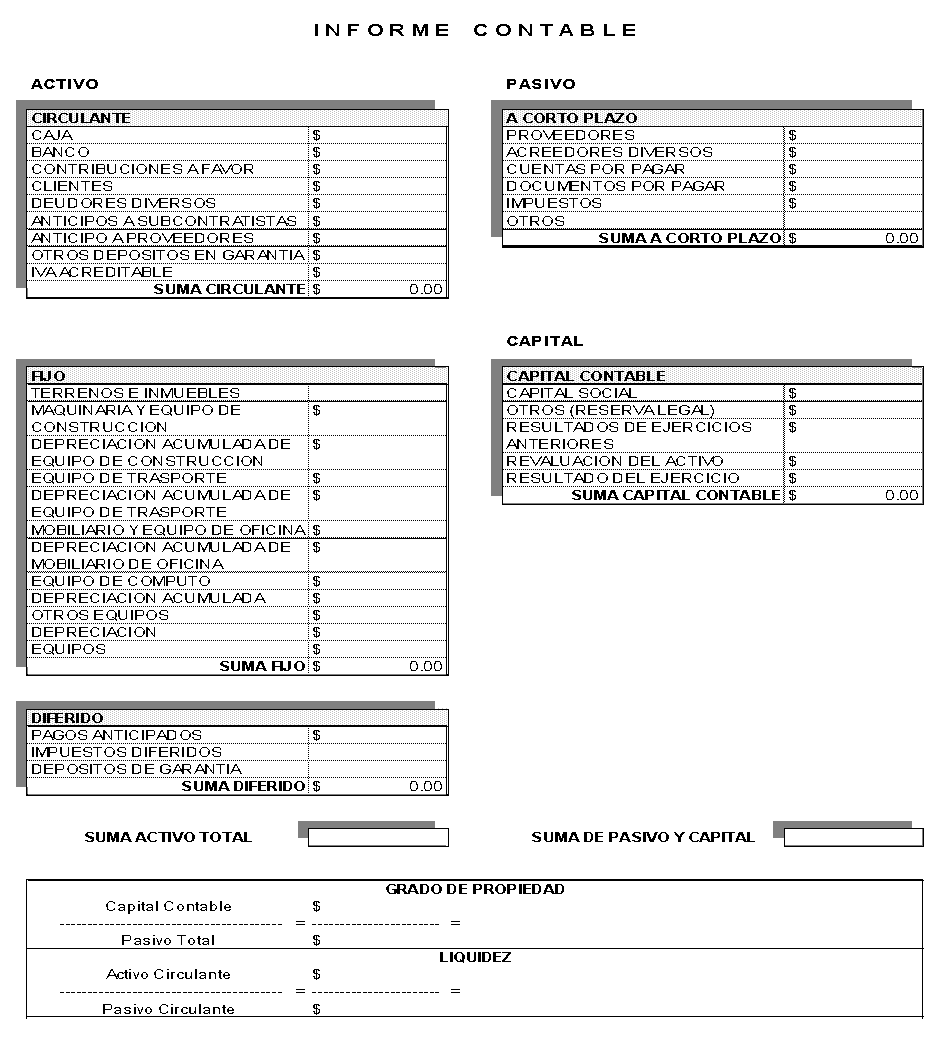 INFORME CONTABLE
ACTIVO
CIRCULANTE
CAJA $
BANCO $
CONTRIBUCIONES A FAVOR $
CLIENTES $
DEUDORES DIVERSOS $
ANTICIPOS A SUBCONTRATISTAS $
ANTICIPO A PROVEEDORES $
OTROS DEPOSITOS EN GARANTIA $
IVA ACREDITABLE $
SUMA CIRCULANTE $ 0.00
PASIVO
A CORTO PLAZO
PROVEEDORES $
ACREEDORES DIVERSOS $
CUENTAS POR PAGAR $
DOCUMENTOS POR PAGAR $
IMPUESTOS $
OTROS
SUMA A CORTO PLAZO $ 0.00
FIJO
TERRENOS E INMUEBLES
MAQUINARIA Y EQUIPO DE $
CONSTRUCCION
DEPRECIACION ACUMULADA DE $
EQUIPO DE CONSTRUCCION
EQUIPO DE TRASPORTE $
DEPRECIACION ACUMULADA DE $
EQUIPO DE TRASPORTE
MOBILIARIO Y EQUIPO DE OFICINA $
DEPRECIACION ACUMULADA DE $
MOBILIARIO DE OFICINA
EQUIPO DE COMPUTO $
DEPRECIACION ACUMULADA $
OTROS EQUIPOS $
DEPRECIACION $
EQUIPOS $
SUMA FIJO $ 0.00
CAPITAL
CAPITAL CONTABLE
CAPITAL SOCIAL $
OTROS (RESERVA LEGAL) $
RESULTADOS DE EJERCICIOS $
ANTERIORES
REVALUACION DEL ACTIVO $
RESULTADO DEL EJERCICIO $
SUMA CAPITAL CONTABLE $ 0.00
DIFERIDO
PAGOS ANTICIPADOS $
IMPUESTOS DIFERIDOS
DEPOSITOS DE GARANTIA
SUMA DIFERIDO $ 0.00
SUMA ACTIVO TOTAL
SUMA DE PASIVO Y CAPITAL
GRADO DE PROPIEDAD
Capital Contable $
---------------------------------- = ---------------------- =
Pasivo Total $
LIQUIDEZ
Activo Circulante $
---------------------------------- = ---------------------- =
Pasivo Circulante $